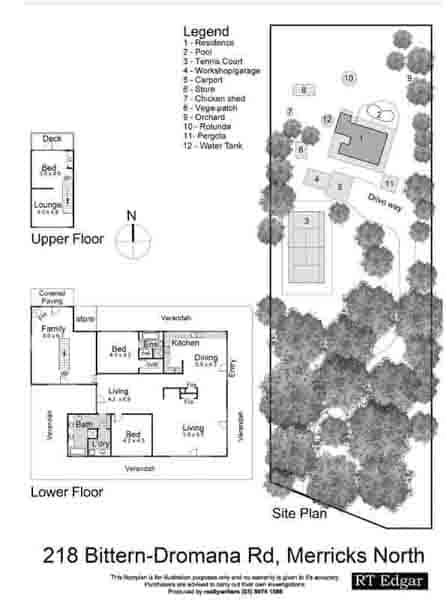 Legend
1 - Residence
2 - Pool
3 - Tennis Court
4 - Workshop/garage
5 - Carport
6 - Store
7 - Chicken shed
8 - Vege.patch
9 - Orchard
10 - Rotunda
11 - Pergola
12 - Water Tank
10
9
8
7
12
2
1
6
4
5
11
Drive way
3
Deck
Bed
Lounge
Upper Floor
N
Covered
Paving
store
Verandah
Family
Bed
Ens
Kitchen
Dining
Entry
Living
Verandah
Bath
L'dry
Bed
Living
Verandah
Verandah
Lower Floor
Site Plan
218 Bittern-Dromana Rd, Merricks North
This floorplan is for illustration purposes only and no warranty is given to it's accuracy.
Purchasers are advised to carry out their own investigations.
Produced by realtywriters (03) 5974 1588
RT Edgar